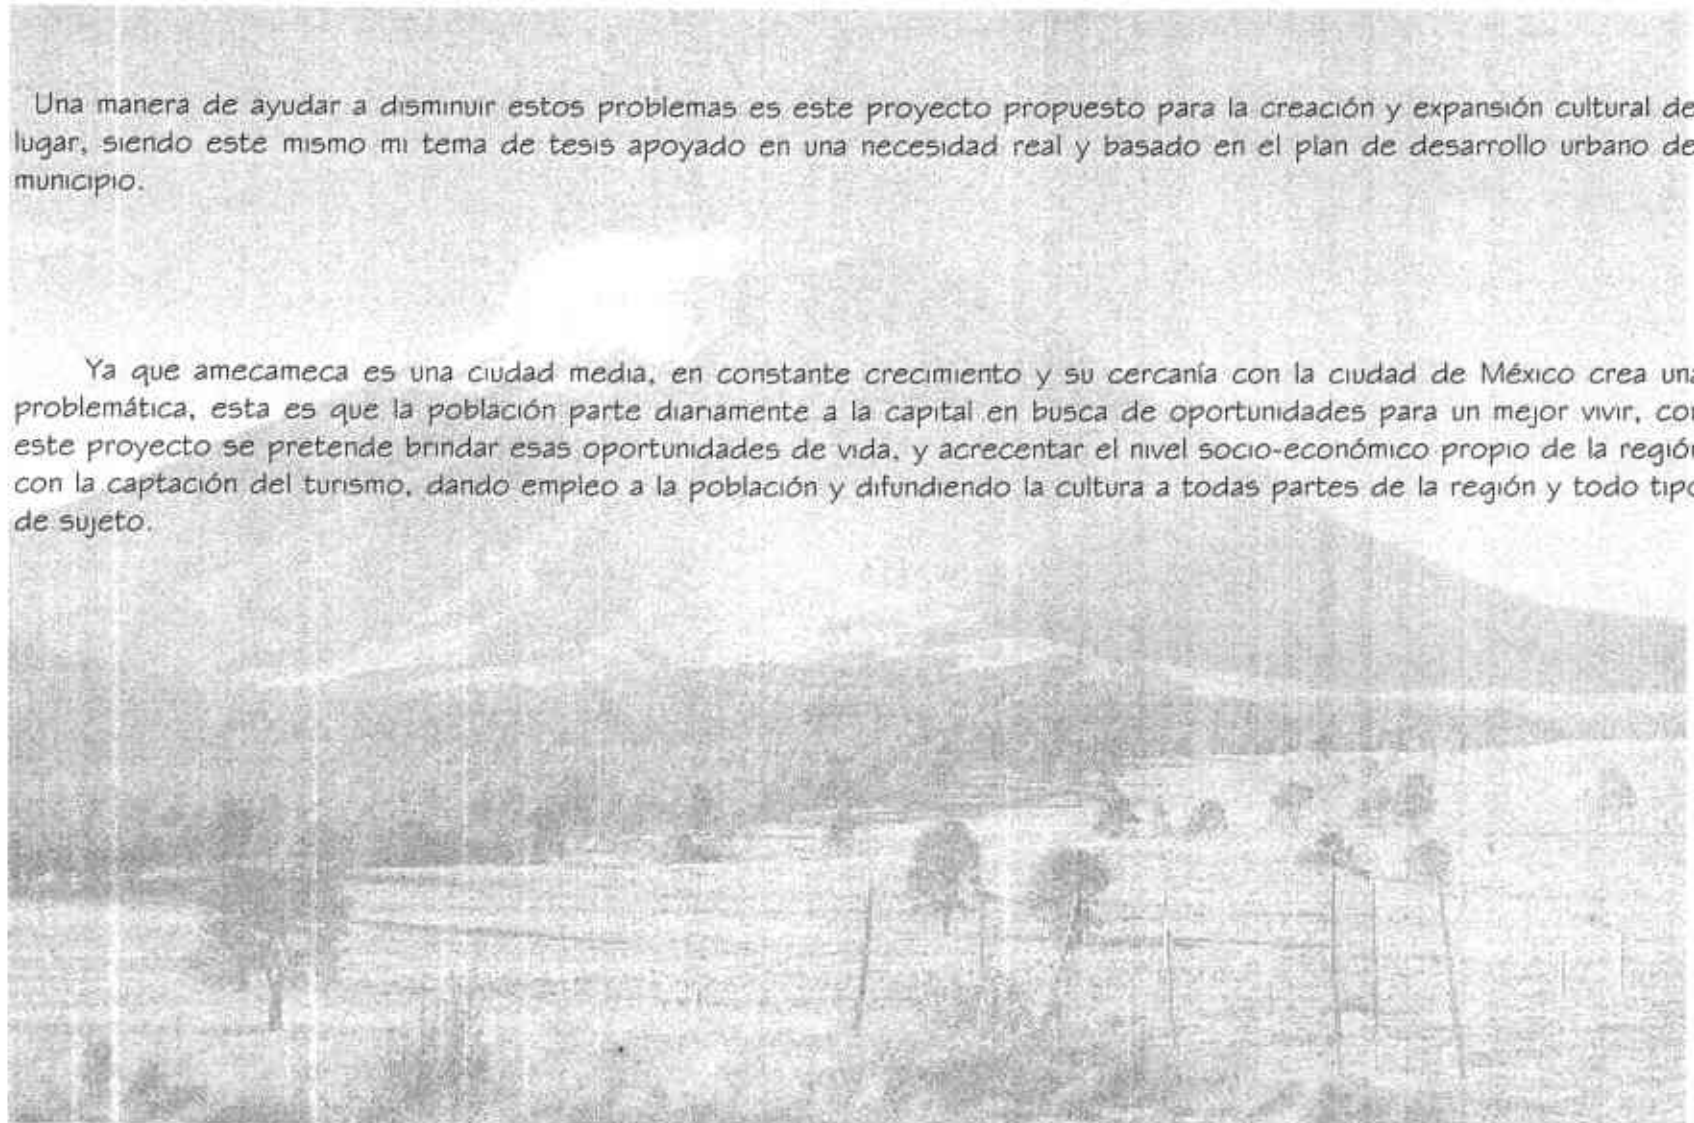 Una manera de ayudar a disminuir estos problemas es este proyecto propuesto para la creación y expansión cultural de
lugar, siendo este mismo mi tema de tesis apoyado en una necesidad real y basado en el plan de desarrollo urbano de
municipio.
Ya que amecameca es una ciudad media, en constante crecimiento y su cercanía con la ciudad de México crea una
problemática, esta es que la población parte diariamente a la capital en busca de oportunidades para un mejor vivir, co
este proyecto se pretende brindar esas oportunidades de vida, y acrecentar el nivel socio-económico propio de la región
con la captación del turismo, dando empleo a la población y difundiendo la cultura a todas partes de la región y todo tipo
de sujeto.